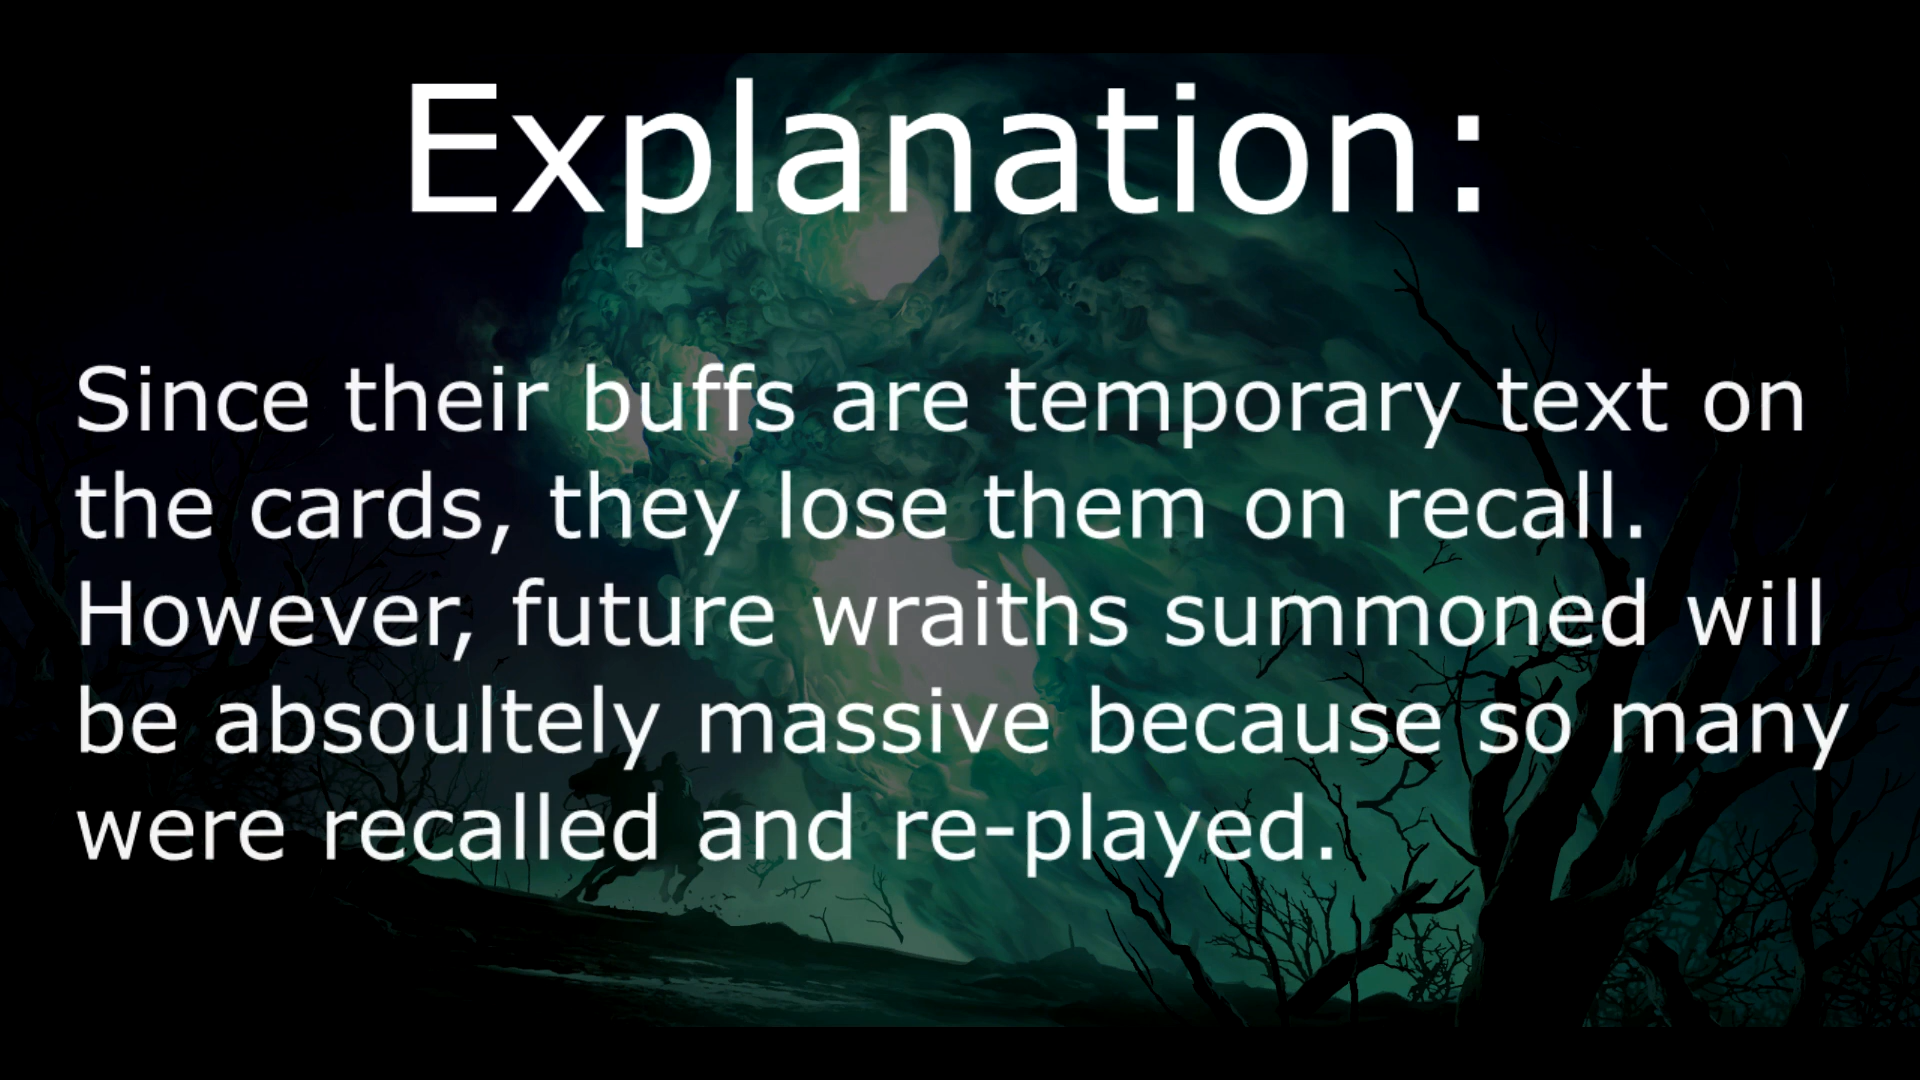 Explanation:
Since their buffs are temporary text on
the cards, they lose them on recall.
However, future wraiths summoned will
be absoultely massive because so many
were recalled and re-played.